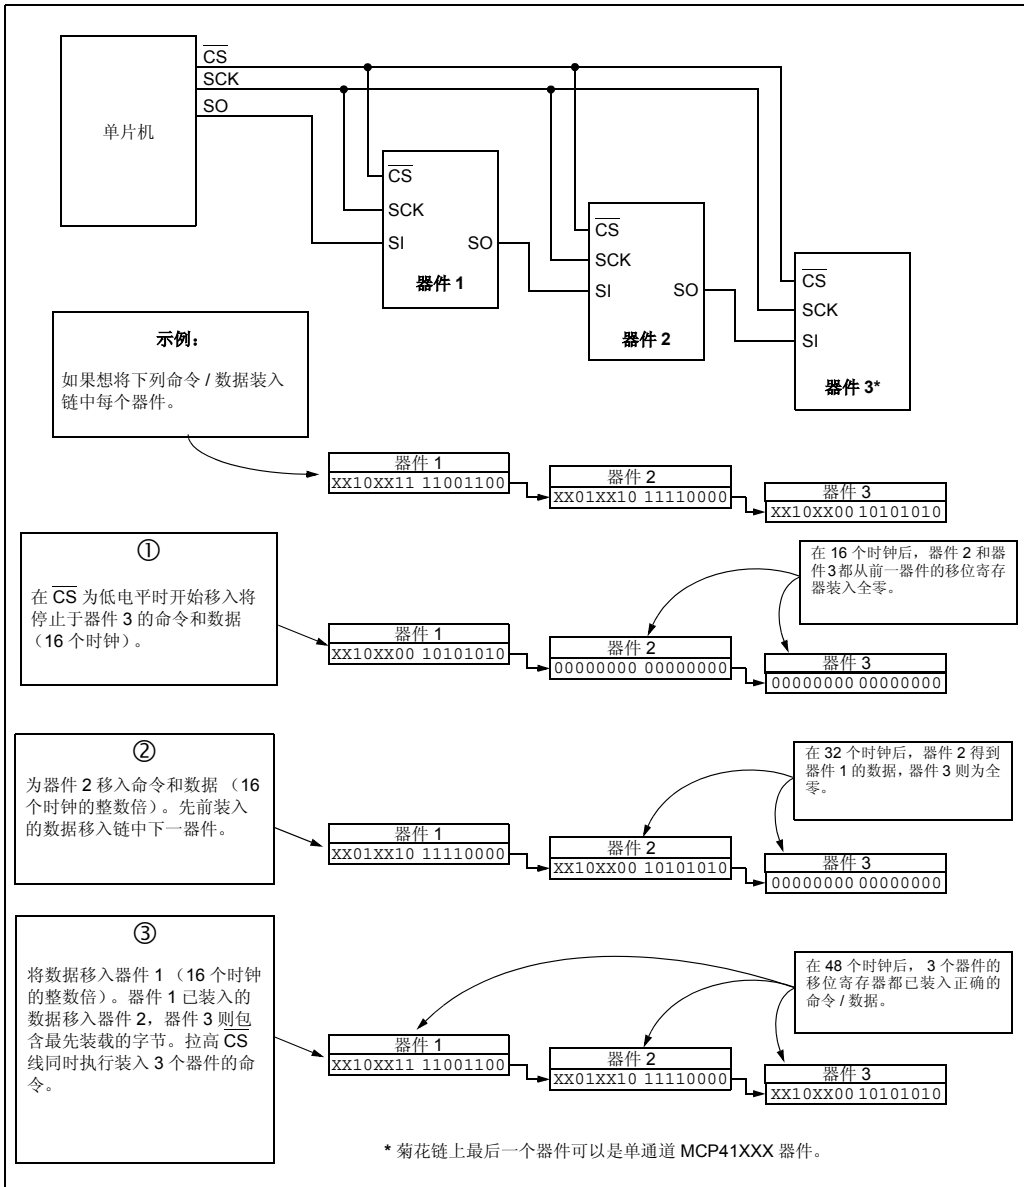 CS
SCK
SO
单片机
CS
SCK
SI SO
器件 1
CS
SCK
SI SO
器件 2
CS
SCK
SI
器件 3*
示例：
如果想将下列命令 / 数据装入
链中每个器件。
器件 1
XX10XX11 11001100
器件 2
XX01XX10 11110000
器件 3
XX10XX00 10101010
①
在 CS 为低电平时开始移入将
停止于器件 3 的命令和数据
（16 个时钟）。
在 16 个时钟后，器件 2 和器
件 3 都从前一器件的移位寄存
器装入全零。
器件 1
XX10XX00 10101010
器件 2
00000000 00000000
器件 3
00000000 00000000
②
为器件 2 移入命令和数据 （16
个时钟的整数倍）。先前装入
的数据移入链中下一器件。
在 32 个时钟后，器件 2 得到
器件 1 的数据，器件 3 则为全
零。
器件 1
XX01XX10 11110000
器件 2
XX10XX00 10101010
器件 3
00000000 00000000
③
将数据移入器件 1 （16 个时钟
的整数倍）。器件 1 已装入的
数据移入器件 2，器件 3 则包
含最先装载的字节。拉高 CS
线同时执行装入 3 个器件的命
令。
在 48 个时钟后， 3 个器件的
移位寄存器都已装入正确的
命令 / 数据。
器件 1
XX10XX11 11001100
器件 2
XX01XX10 11110000
器件 3
XX10XX00 10101010
* 菊花链上最后一个器件可以是单通道 MCP41XXX 器件。